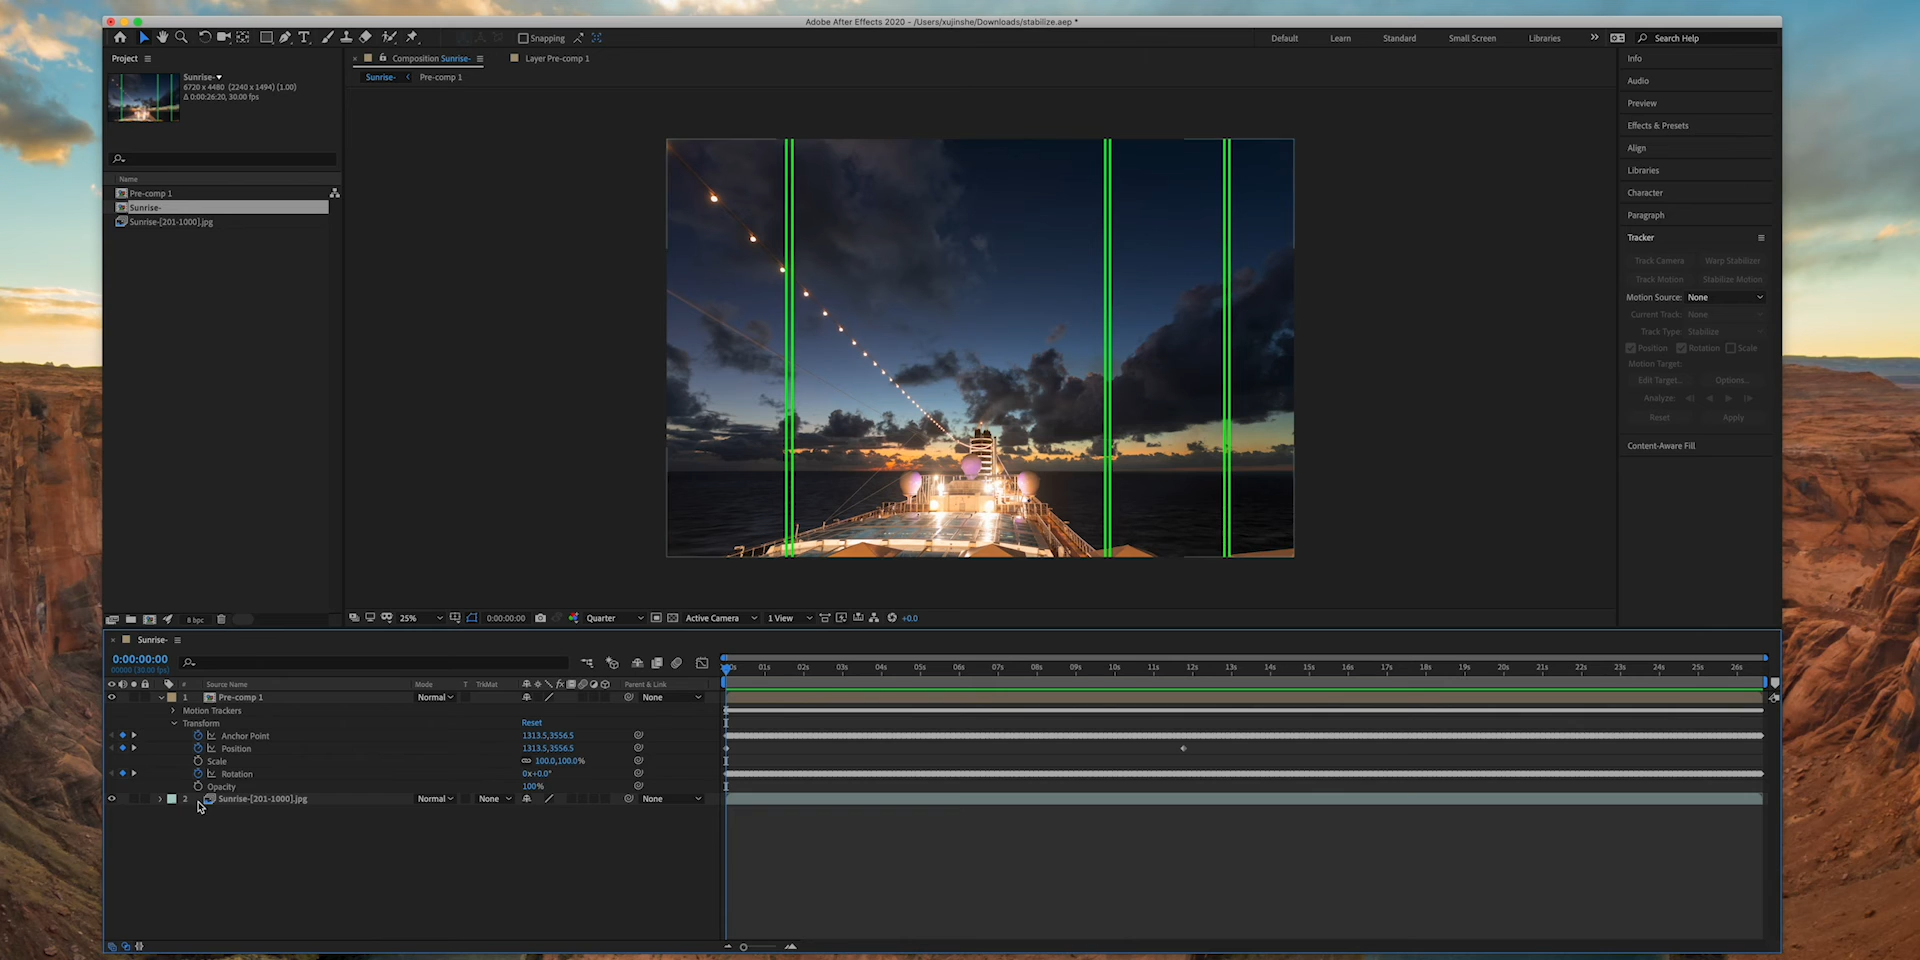 Adobe After Effects 2020 - /Users/xujinshe/Downloads/stabilize.aep *
Snapping
Default
Learn
Standard
Small Screen
Libraries
Search Help
Project
Composition Sunrise-
Layer Pre-comp 1
Sunrise-
Pre-comp 1
Sunrise-
6720 x 4480 (2240 x 1494) (1.00)
Δ 0:00:26:20, 30.00 fps
Name
Pre-comp 1
Sunrise-
Sunrise-[201-1000].jpg
Info
Audio
Preview
Effects & Presets
Align
Libraries
Character
Paragraph
Tracker
Track Camera
Warp Stabilizer
Track Motion
Stabilize Motion
Motion Source: None
Current Track: None
Track Type: Stabilize
Position
Rotation
Scale
Motion Target:
Edit Target...
Options...
Analyze:
Reset
Apply
Content-Aware Fill
8 bpc
25%
0:00:00:00
Quarter
Active Camera
1 View
+0.0
Sunrise-
0:00:00:00
00000 (30.00 fps)
01s 02s 03s 04s 05s 06s 07s 08s 09s 10s 11s 12s 13s 14s 15s 16s 17s 18s 19s 20s 21s 22s 23s 24s 25s 26s
# Source Name Mode T TrkMat Parent & Link
1 Pre-comp 1 Normal None
Motion Trackers
Transform Reset
Anchor Point 1313.5,3556.5
Position 1313.5,3556.5
Scale 100.0,100.0%
Rotation 0x+0.0°
Opacity 100%
2 Sunrise-[201-1000].jpg Normal None None